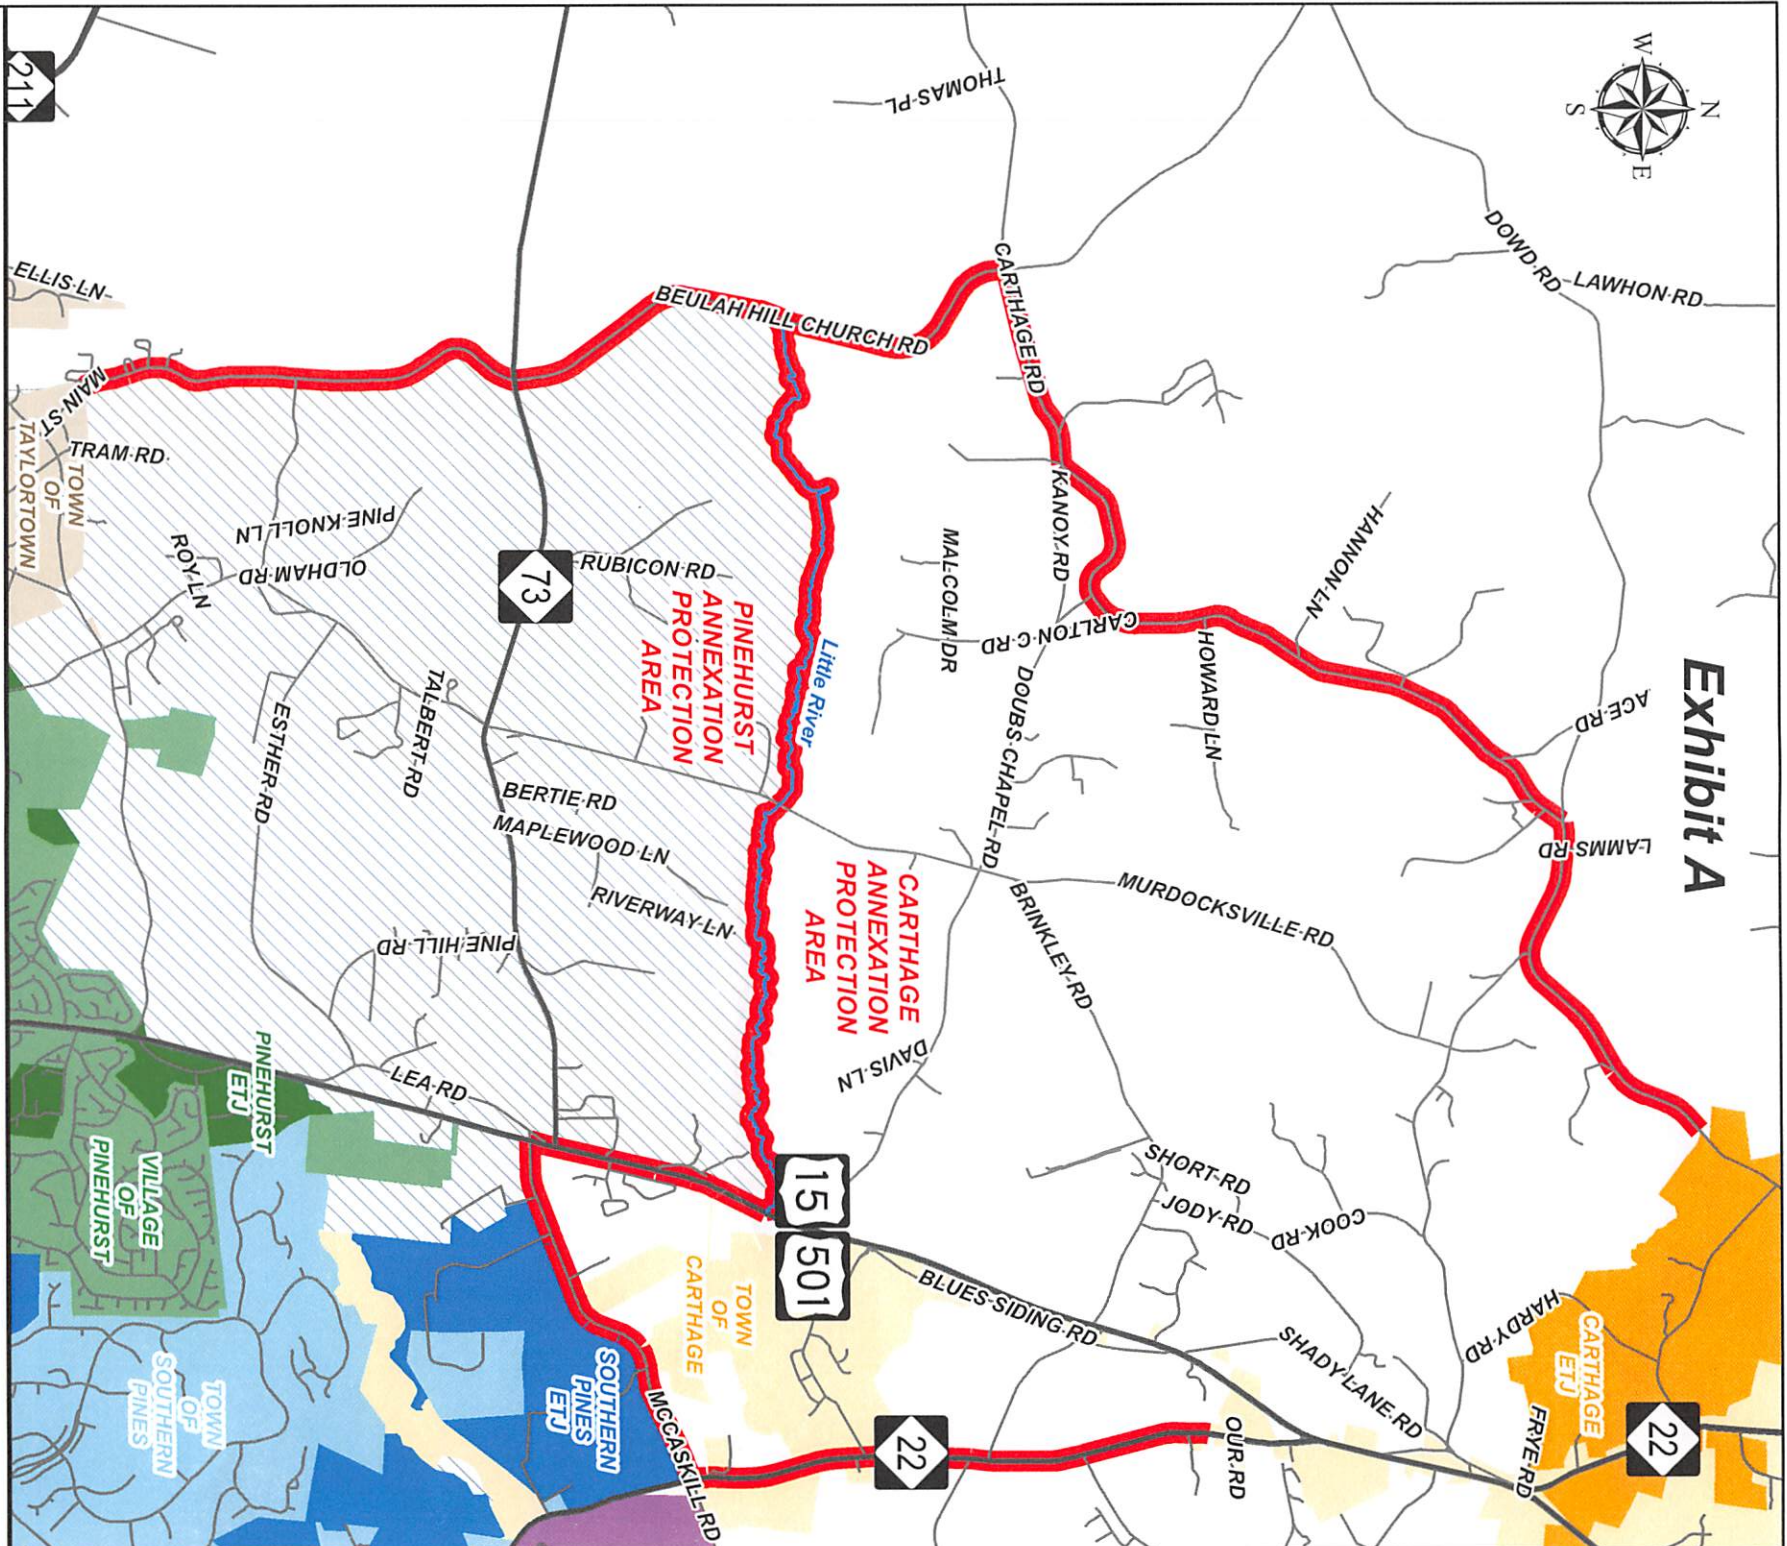 Exhibit A
N
W
E
S
THOMAS PL
DOWD RD
LAWHON RD
CARTHAGE RD
BEULAH HILL CHURCH RD
ELLIS LN
211
MAIN ST
TRAM RD
TOWN
OF
TAYLORTOWN
KANOY RD
HANNON LN
MALCOLM DR
CARLTON C RD
HOWARD LN
ACE RD
LAMMS RD
DOUBS CHAPEL RD
MURDOCKSVILLE RD
BRINKLEY RD
DAVIS LN
CARTHAGE
ANNEXATION
PROTECTION
AREA
Little River
PINEHURST
ANNEXATION
PROTECTION
AREA
RUBICON RD
73
PINE KNOLL LN
OLDHAM RD
ROY LN
TALBERT RD
ESTHER RD
BERTIE RD
MAPLEWOOD LN
RIVERWAY LN
PINE HILL RD
LEA RD
PINEHURST
ETJ
VILLAGE
OF
PINEHURST
15
501
SHORT RD
JODY RD
COOK RD
BLUES SIDING RD
SHADY LANE RD
HARDY RD
CARTHAGE
ETJ
22
FRYE RD
OUR RD
22
TOWN
OF
CARTHAGE
MCCASKILL RD
SOUTHERN
PINES
ETJ
TOWN
OF
SOUTHERN
PINES